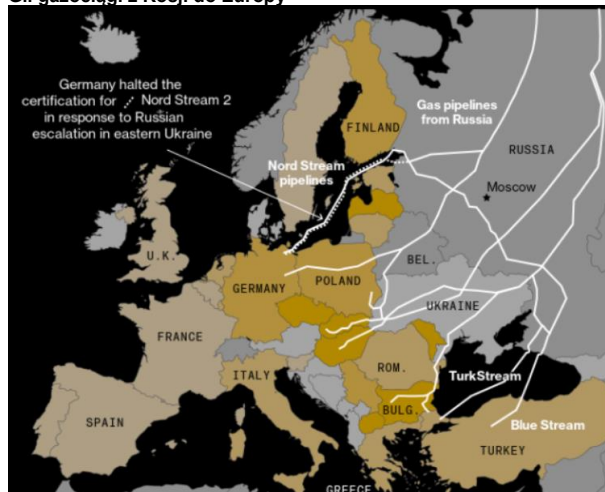 Germany halted the
certification for Nord Stream 2
in response to Russian
escalation in eastern Ukraine
FINLAND
Gas pipelines
from Russia
RUSSIA
Nord Stream
pipelines
Moscow
U.K.
BEL.
GERMANY
POLAND
UKRAINE
FRANCE
ROM.
ITALY
TurkStream
BULG.
SPAIN
Blue Stream
TURKEY
GREECE